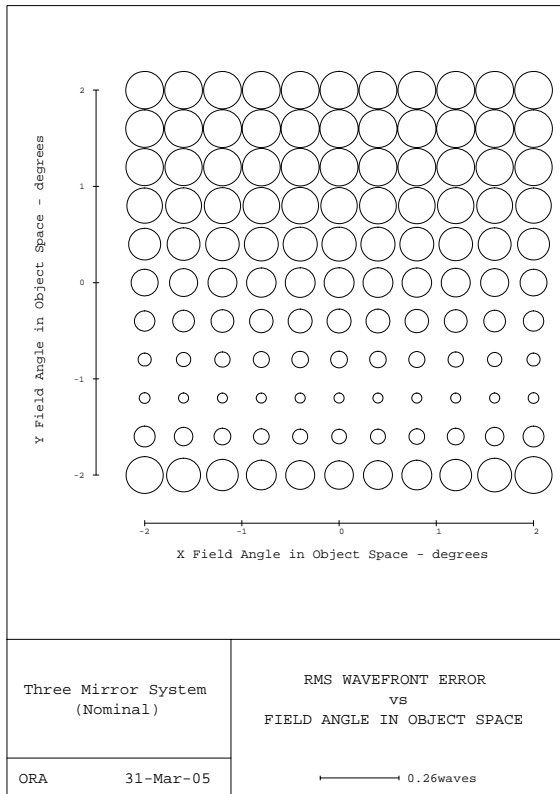 2
1
0
-1
-2
Y Field Angle in Object Space - degrees
-2
-1
0
1
2
X Field Angle in Object Space - degrees
Three Mirror System
(Nominal)
RMS WAVEFRONT ERROR
vs
FIELD ANGLE IN OBJECT SPACE
ORA 31-Mar-05
0.26waves